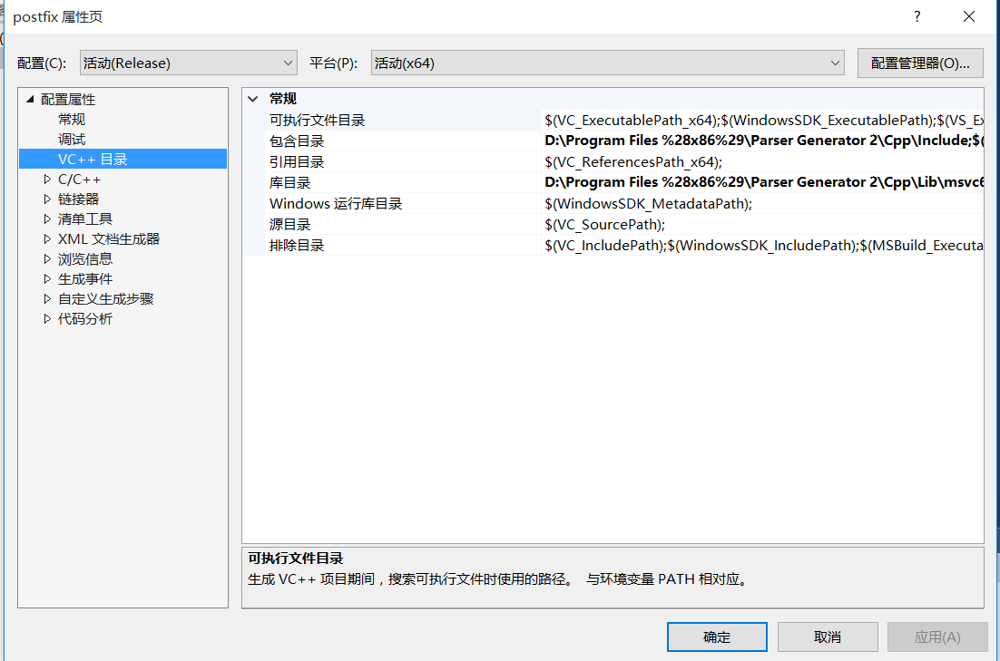 postfix 属性页
?
配置(C): 活动(Release) 平台(P): 活动(x64) 配置管理器(O)...
配置属性
常规
调试
VC++ 目录
C/C++
链接器
清单工具
XML 文档生成器
浏览信息
生成事件
自定义生成步骤
代码分析
常规
可执行文件目录 $(VC_ExecutablePath_x64);$(WindowsSDK_ExecutablePath);$(VS_Ex
包含目录 D:\Program Files %28x86%29\Parser Generator 2\Cpp\Include;$(
引用目录 $(VC_ReferencesPath_x64);
库目录 D:\Program Files %28x86%29\Parser Generator 2\Cpp\Lib\msvc6
Windows 运行库目录 $(WindowsSDK_MetadataPath);
源目录 $(VC_SourcePath);
排除目录 $(VC_IncludePath);$(WindowsSDK_IncludePath);$(MSBuild_Executa
可执行文件目录
生成 VC++ 项目期间，搜索可执行文件时使用的路径。 与环境变量 PATH 相对应。
确定 取消 应用(A)